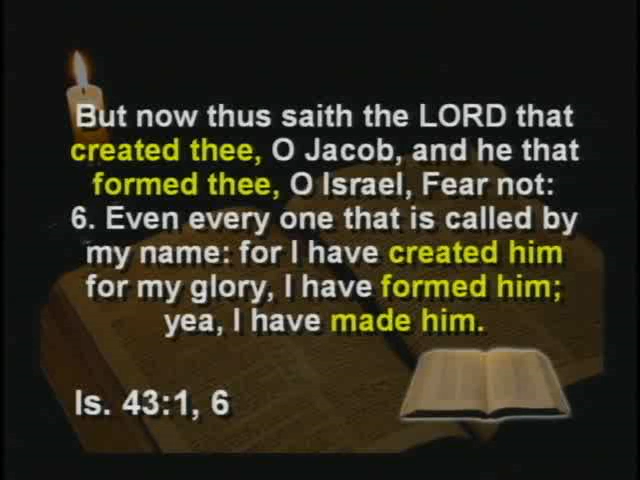 But now thus saith the LORD that
created thee, O Jacob, and he that
formed thee, O Israel, Fear not:
6. Even every one that is called by
my name: for I have created him
for my glory, I have formed him;
yea, I have made him.
Is. 43:1, 6